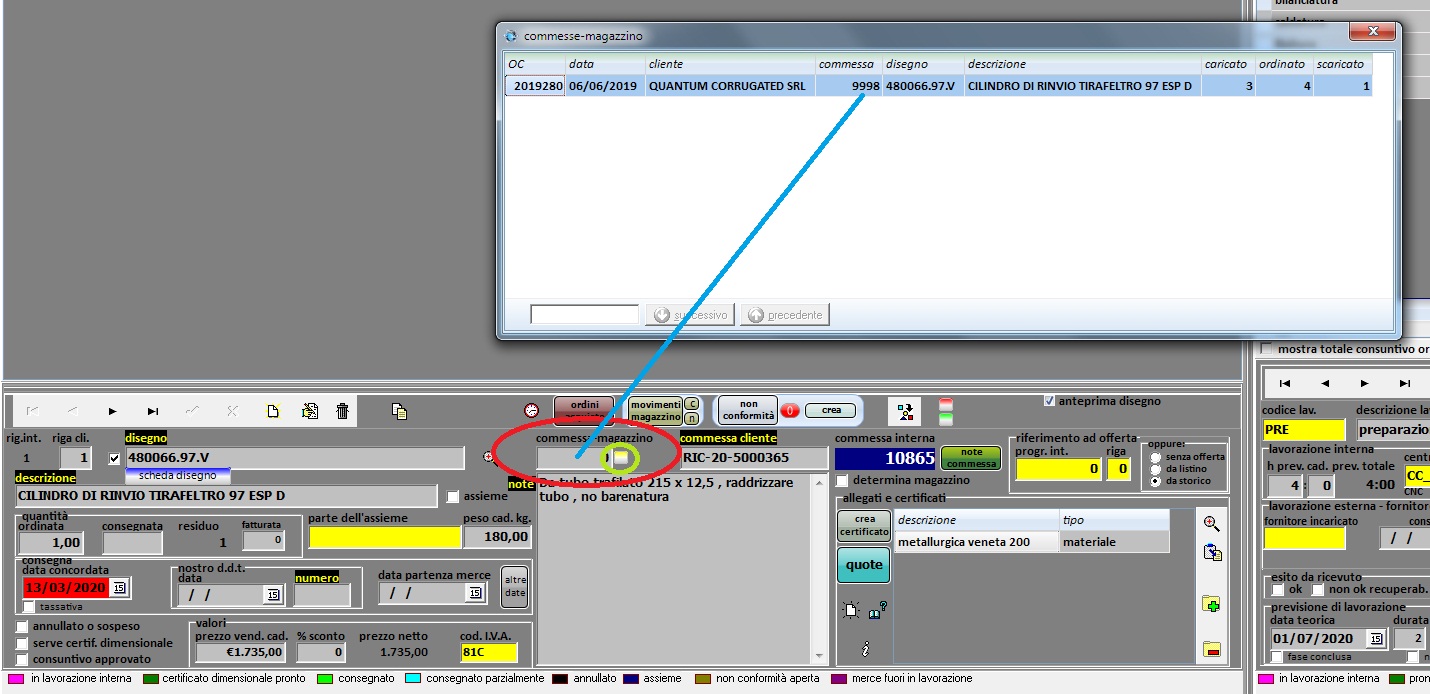 bilanciatura
commesse-magazzino
OC data cliente commessa disegno descrizione caricato ordinato scaricato
2019280 06/06/2019 QUANTUM CORRUGATED SRL 9998 480066.97.V CILINDRO DI RINVIO TIRAFELTRO 97 ESP D 3 4 1
successivo precedente
mostra totale consuntivo or
ordini
movimenti C
magazzino n
non
conformità 0 crea
anteprima disegno
rig.int. riga cli. disegno
1 1 480066.97.V
scheda disegno
descrizione
CILINDRO DI RINVIO TIRAFELTRO 97 ESP D
assieme
commesse-magazzino commessa cliente commessa interna
RIC-20-5000365 10865 note
commessa
determina magazzino
riferimento ad offerta
progr. int. riga
0 0
oppure:
senza offerta
da listino
da storico
note
Da tubo trafilato 215 x 12,5 , raddrizzare
tubo , no barenatura
quantità
ordinata consegnata residuo fatturata
1,00 1 0
parte dell'assieme peso cad. kg.
180,00
consegna
data concordata
13/03/2020 15
tassativa
nostro d.d.t.
data numero
/ / 15
data partenza merce
/ / 15
altre
date
annullato o sospeso
serve certif. dimensionale
consuntivo approvato
valori
prezzo vend. cad. % sconto prezzo netto cod. I.V.A.
€1.735,00 0 1.735,00 81C
allegati e certificati
crea
certificato
quote
descrizione tipo
metallurgica veneta 200 materiale
codice lav. descrizione la
PRE preparazio
lavorazione interna
h prev. cad. prev. totale cent
4 : 0 4:00 CC_
CNC
lavorazione esterna - fornitor
fornitore incaricato cons
/ /
esito da ricevuto
ok non ok recuperab.
previsione di lavorazione
data teorica durata
01/07/2020 15 2
fase conclusa n
in lavorazione interna certificato dimensionale pronto consegnato consegnato parzialmente annullato assieme non conformità aperta merce fuori in lavorazione
in lavorazione interna pron